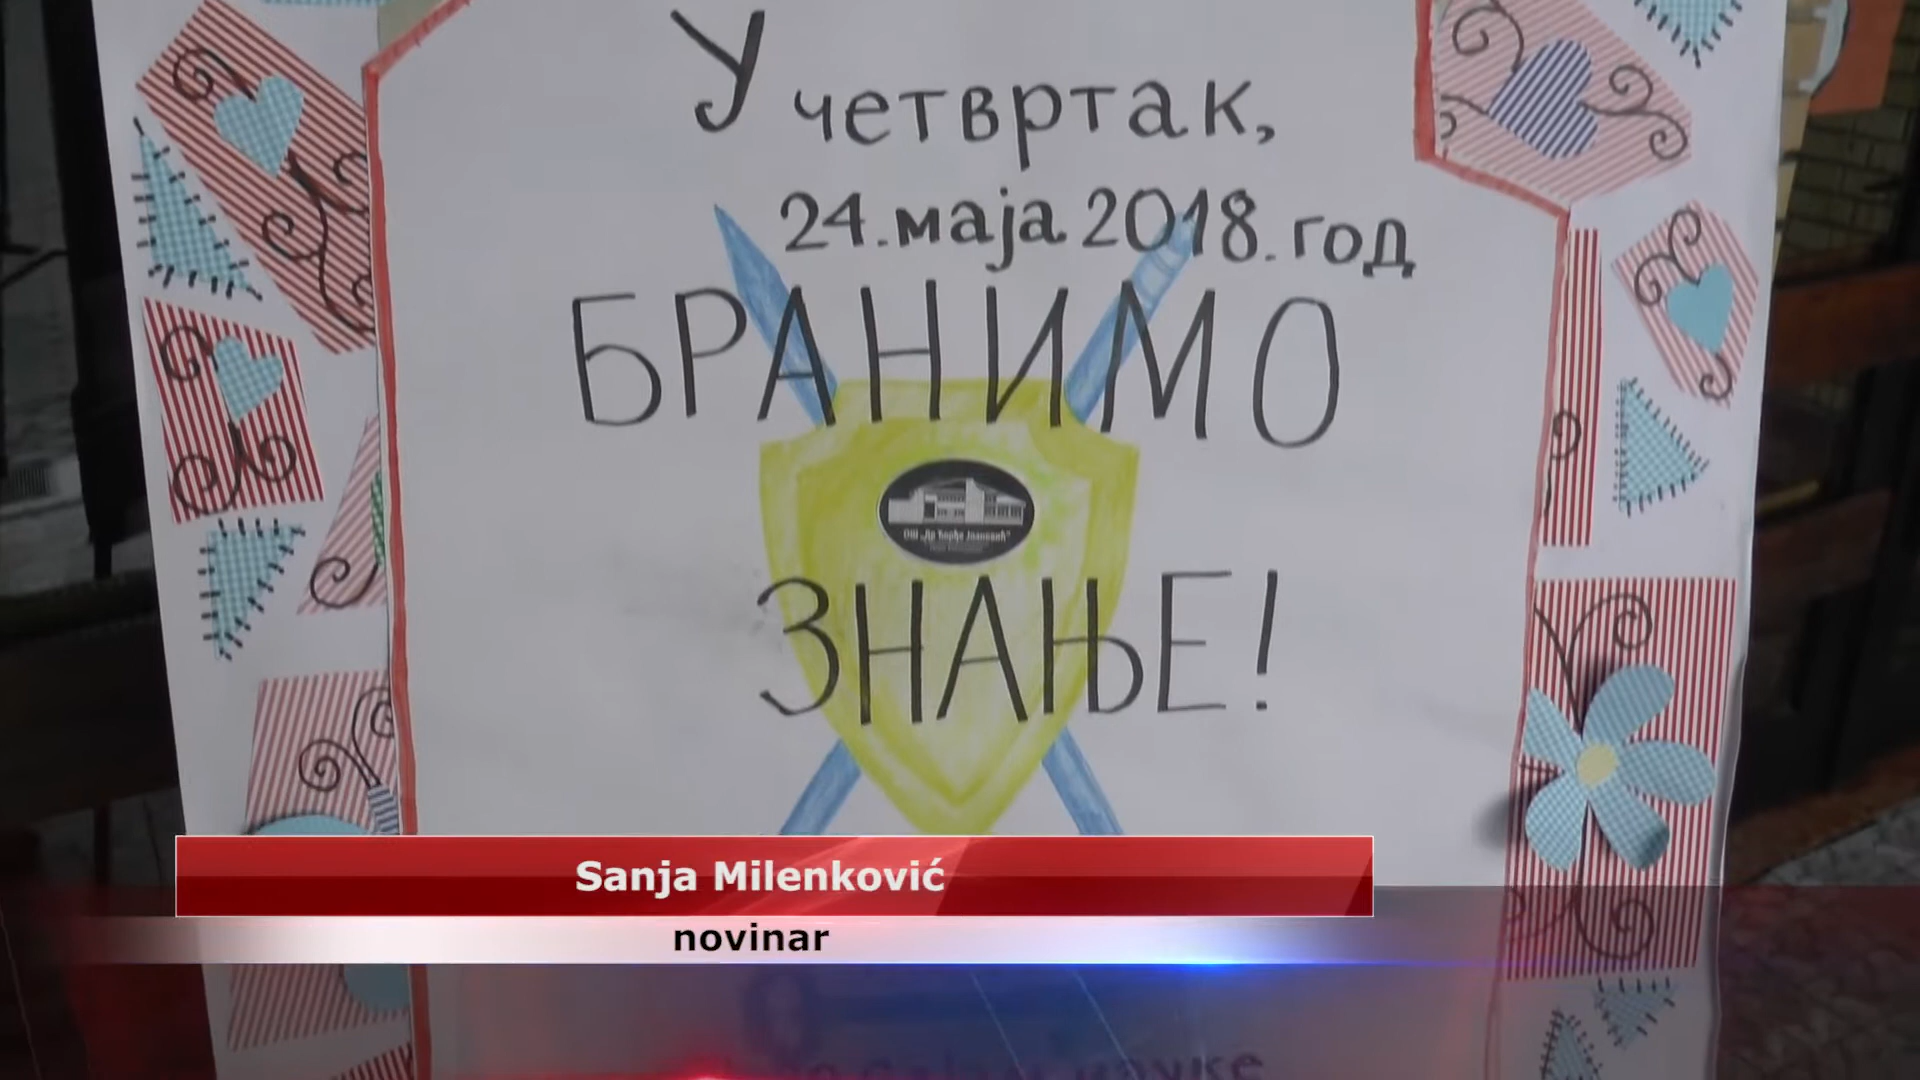 У четвртак,
24. маја 2018. год
БРАНИМО
ЗНАЊЕ!
Sanja Milenković
novinar